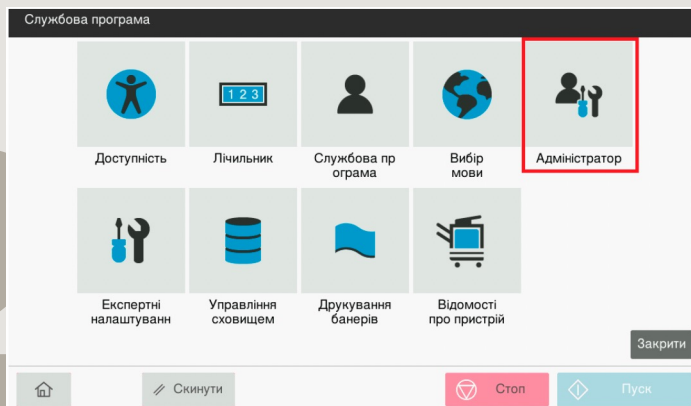 Службова програма
1 2 3
Доступність
Лічильник
Службова пр
ограма
Вибір
мови
Адміністратор
Експертні
налаштуванн
Управління
сховищем
Друкування
банерів
Відомості
про пристрій
Закрити
Скинути
Стоп
Пуск